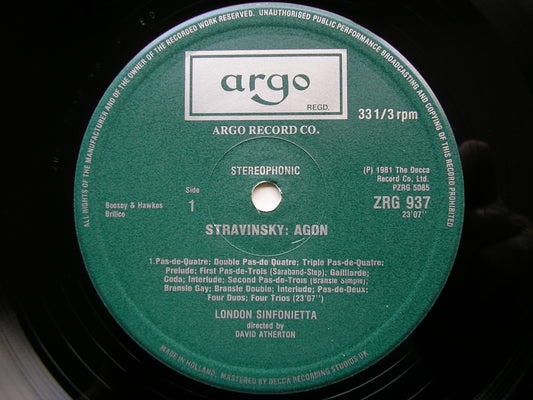 ALL RIGHTS OF THE MANUFACTURER AND OF THE OWNER OF THE RECORDED WORK RESERVED. UNAUTHORISED PUBLIC PERFORMANCE BROADCASTING AND COPYING OF THIS RECORD PROHIBITED
argo
REGD.
33 1/3 rpm
ARGO RECORD CO.
STEREOPHONIC
(P) 1981 The Decca
Record Co. Ltd.
PZRG 5085
Side
1
Boosey & Hawkes
Britico
ZRG 937
23'07''
STRAVINSKY: AGON
1.Pas-de-Quatre; Double Pas-de Quatre; Triple Pas-de-Quatre;
Prelude; First Pas-de-Trois (Saraband-Step), Gailliarde;
Coda; Interlude; Second Pas-de-Trois (Bransle Simple);
Bransle Gay; Bransle Double; Interlude; Pas-de-Deux;
Four Duos; Four Trios (23'07'')
LONDON SINFONIETTA
directed by
DAVID ATHERTON
MADE IN HOLLAND. MASTERED BY DECCA RECORDING STUDIOS UK